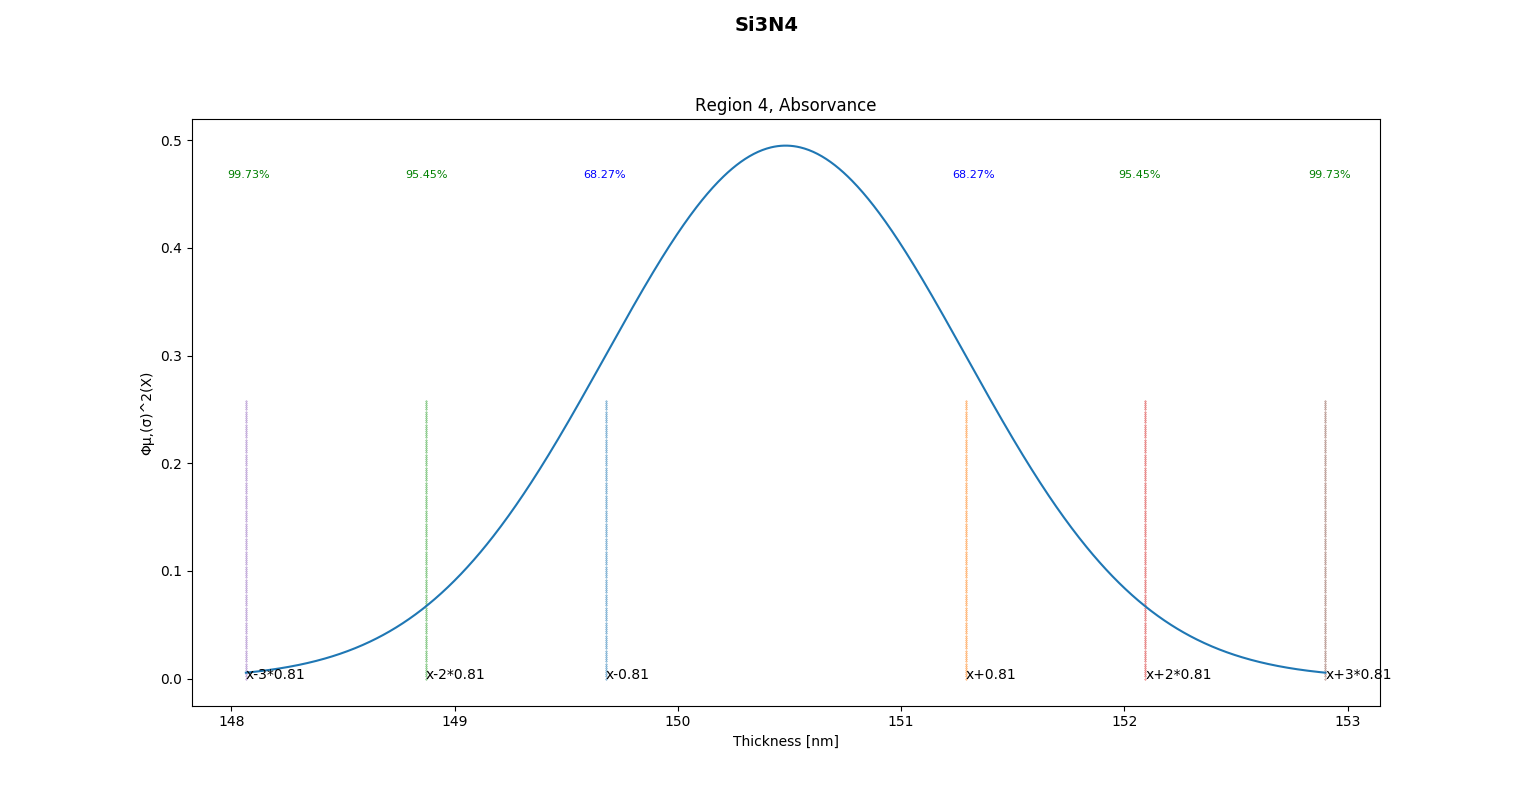 Si3N4
Region 4, Absorvance
0.5
0.4
0.3
0.2
0.1
0.0
Φμ,(σ)^2(X)
99.73%
95.45%
68.27%
68.27%
95.45%
99.73%
x-3*0.81
x-2*0.81
x-0.81
x+0.81
x+2*0.81
x+3*0.81
148
149
150
151
152
153
Thickness [nm]